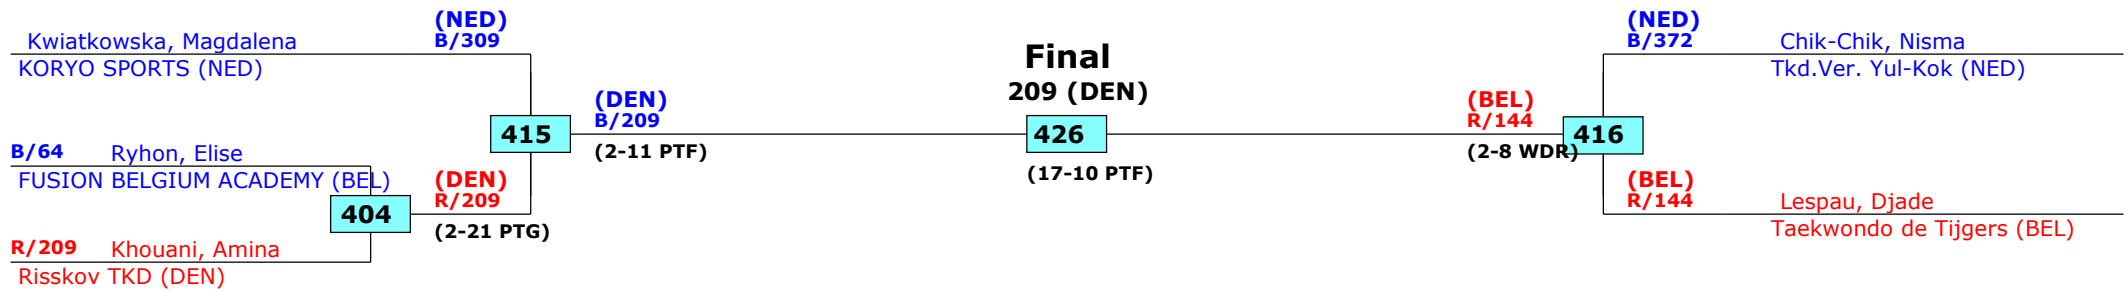 (NED)
B/309
Kwiatkowska, Magdalena
KORYO SPORTS (NED)
415
(DEN)
B/209
(2-11 PTF)
B/64
Ryhon, Elise
FUSION BELGIUM ACADEMY (BEL)
404
(DEN)
R/209
(2-21 PTG)
R/209
Khouani, Amina
Risskov TKD (DEN)
Final
209 (DEN)
426
(17-10 PTF)
(BEL)
R/144
(2-8 WDR)
416
(NED)
B/372
Chik-Chik, Nisma
Tkd.Ver. Yul-Kok (NED)
(BEL)
R/144
Lespau, Djade
Taekwondo de Tijgers (BEL)